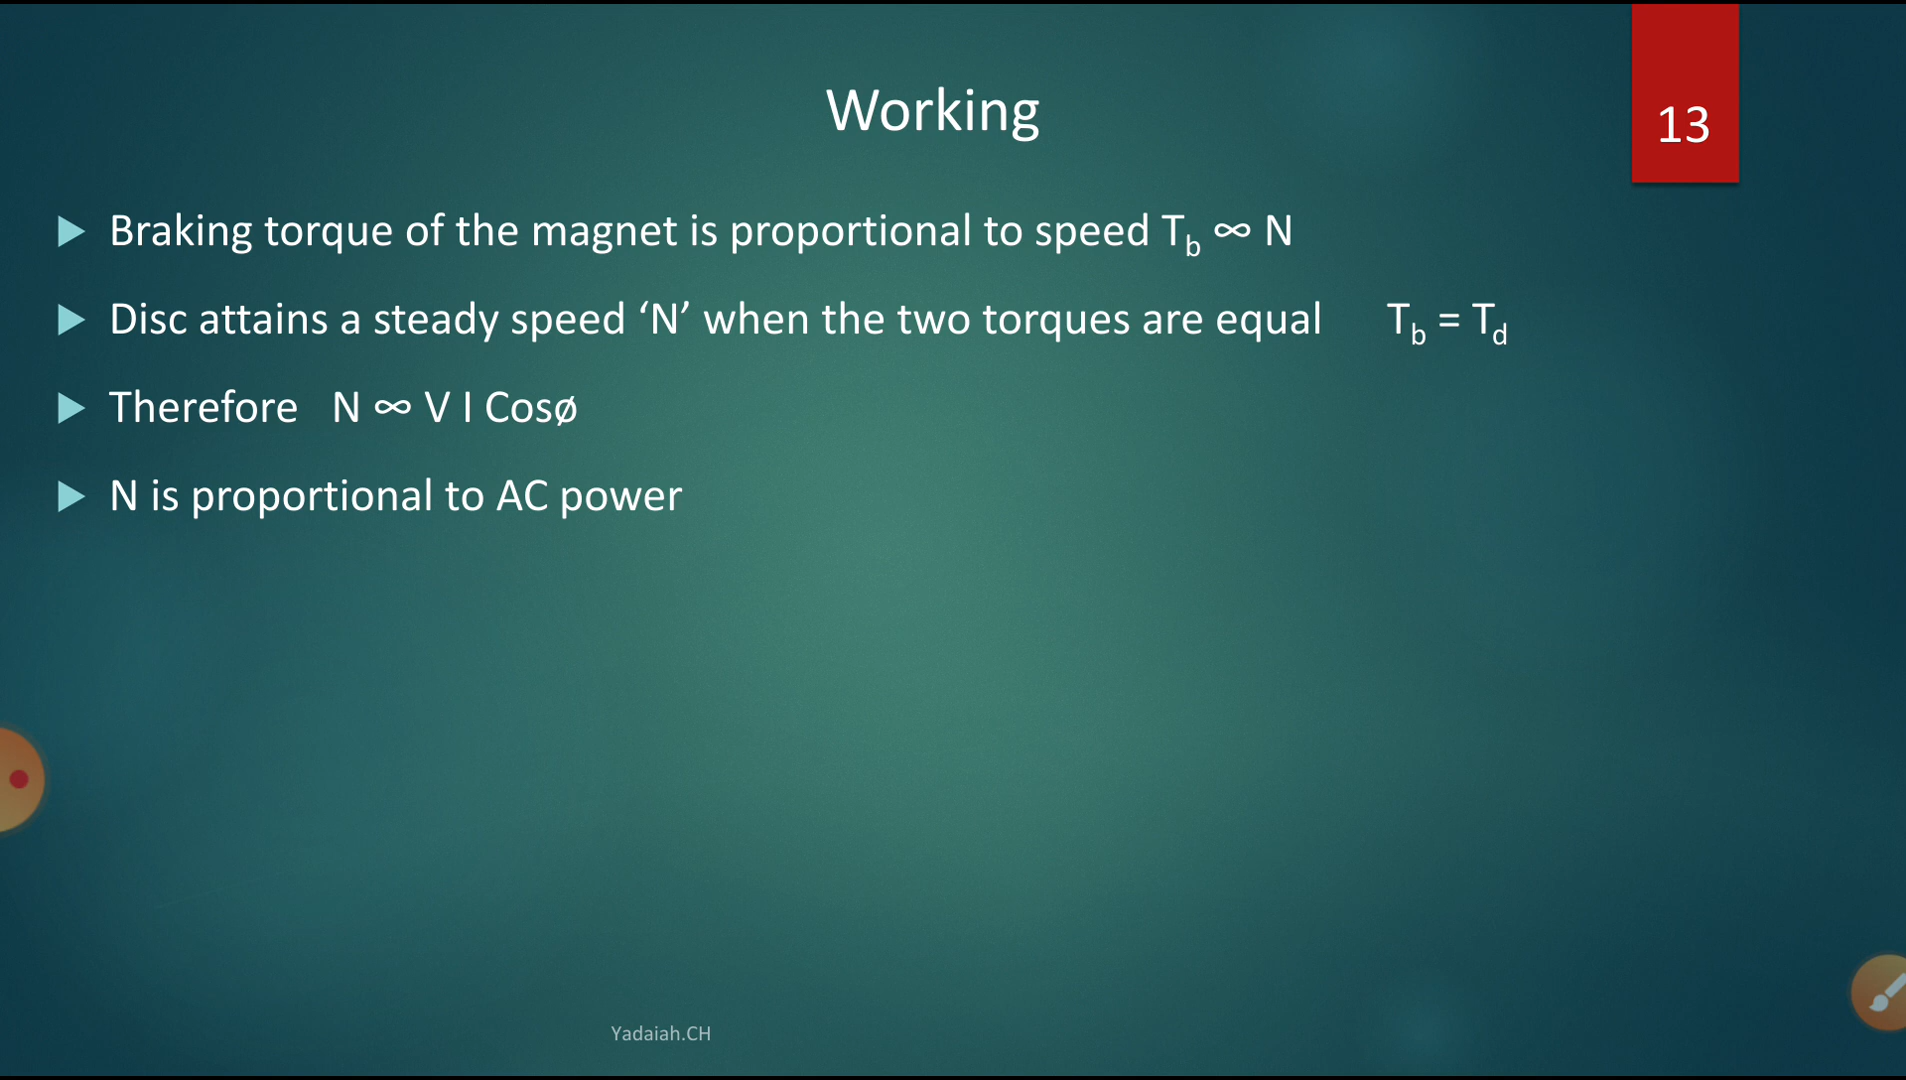 Working
13
Braking torque of the magnet is proportional to speed T_b ∞ N
Disc attains a steady speed ‘N’ when the two torques are equal T_b = T_d
Therefore N ∞ V I Cosø
N is proportional to AC power
Yadaiah.CH